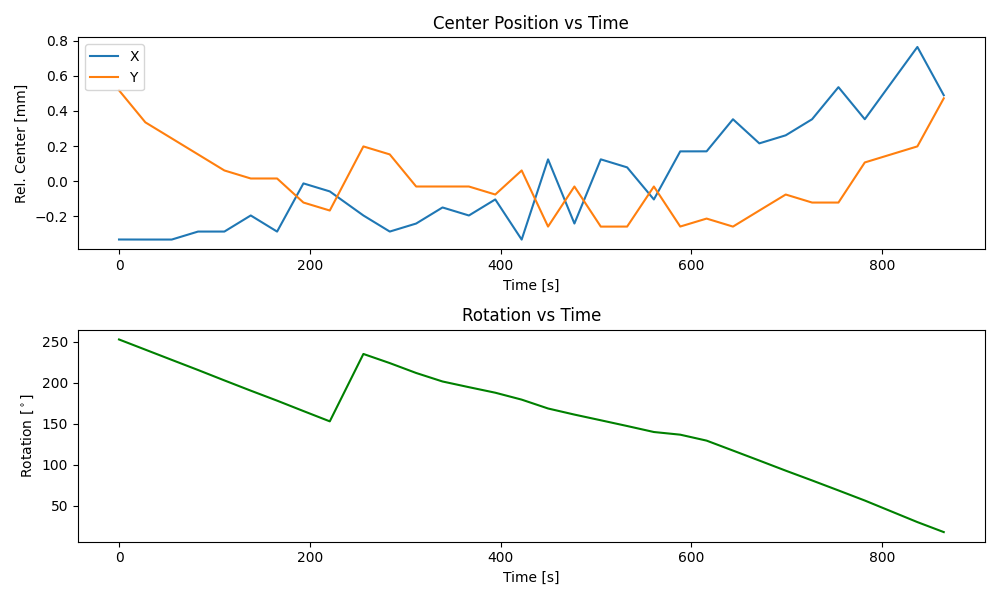 Center Position vs Time
Rel. Center [mm]
0.8
0.6
0.4
0.2
0.0
−0.2
X
Y
0 200 400 600 800
Time [s]
Rotation vs Time
Rotation [°]
250
200
150
100
50
0 200 400 600 800
Time [s]